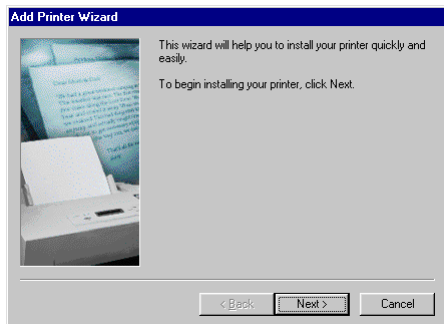 Add Printer Wizard
This wizard will help you to install your printer quickly and
easily.
To begin installing your printer, click Next.
< Back
Next >
Cancel